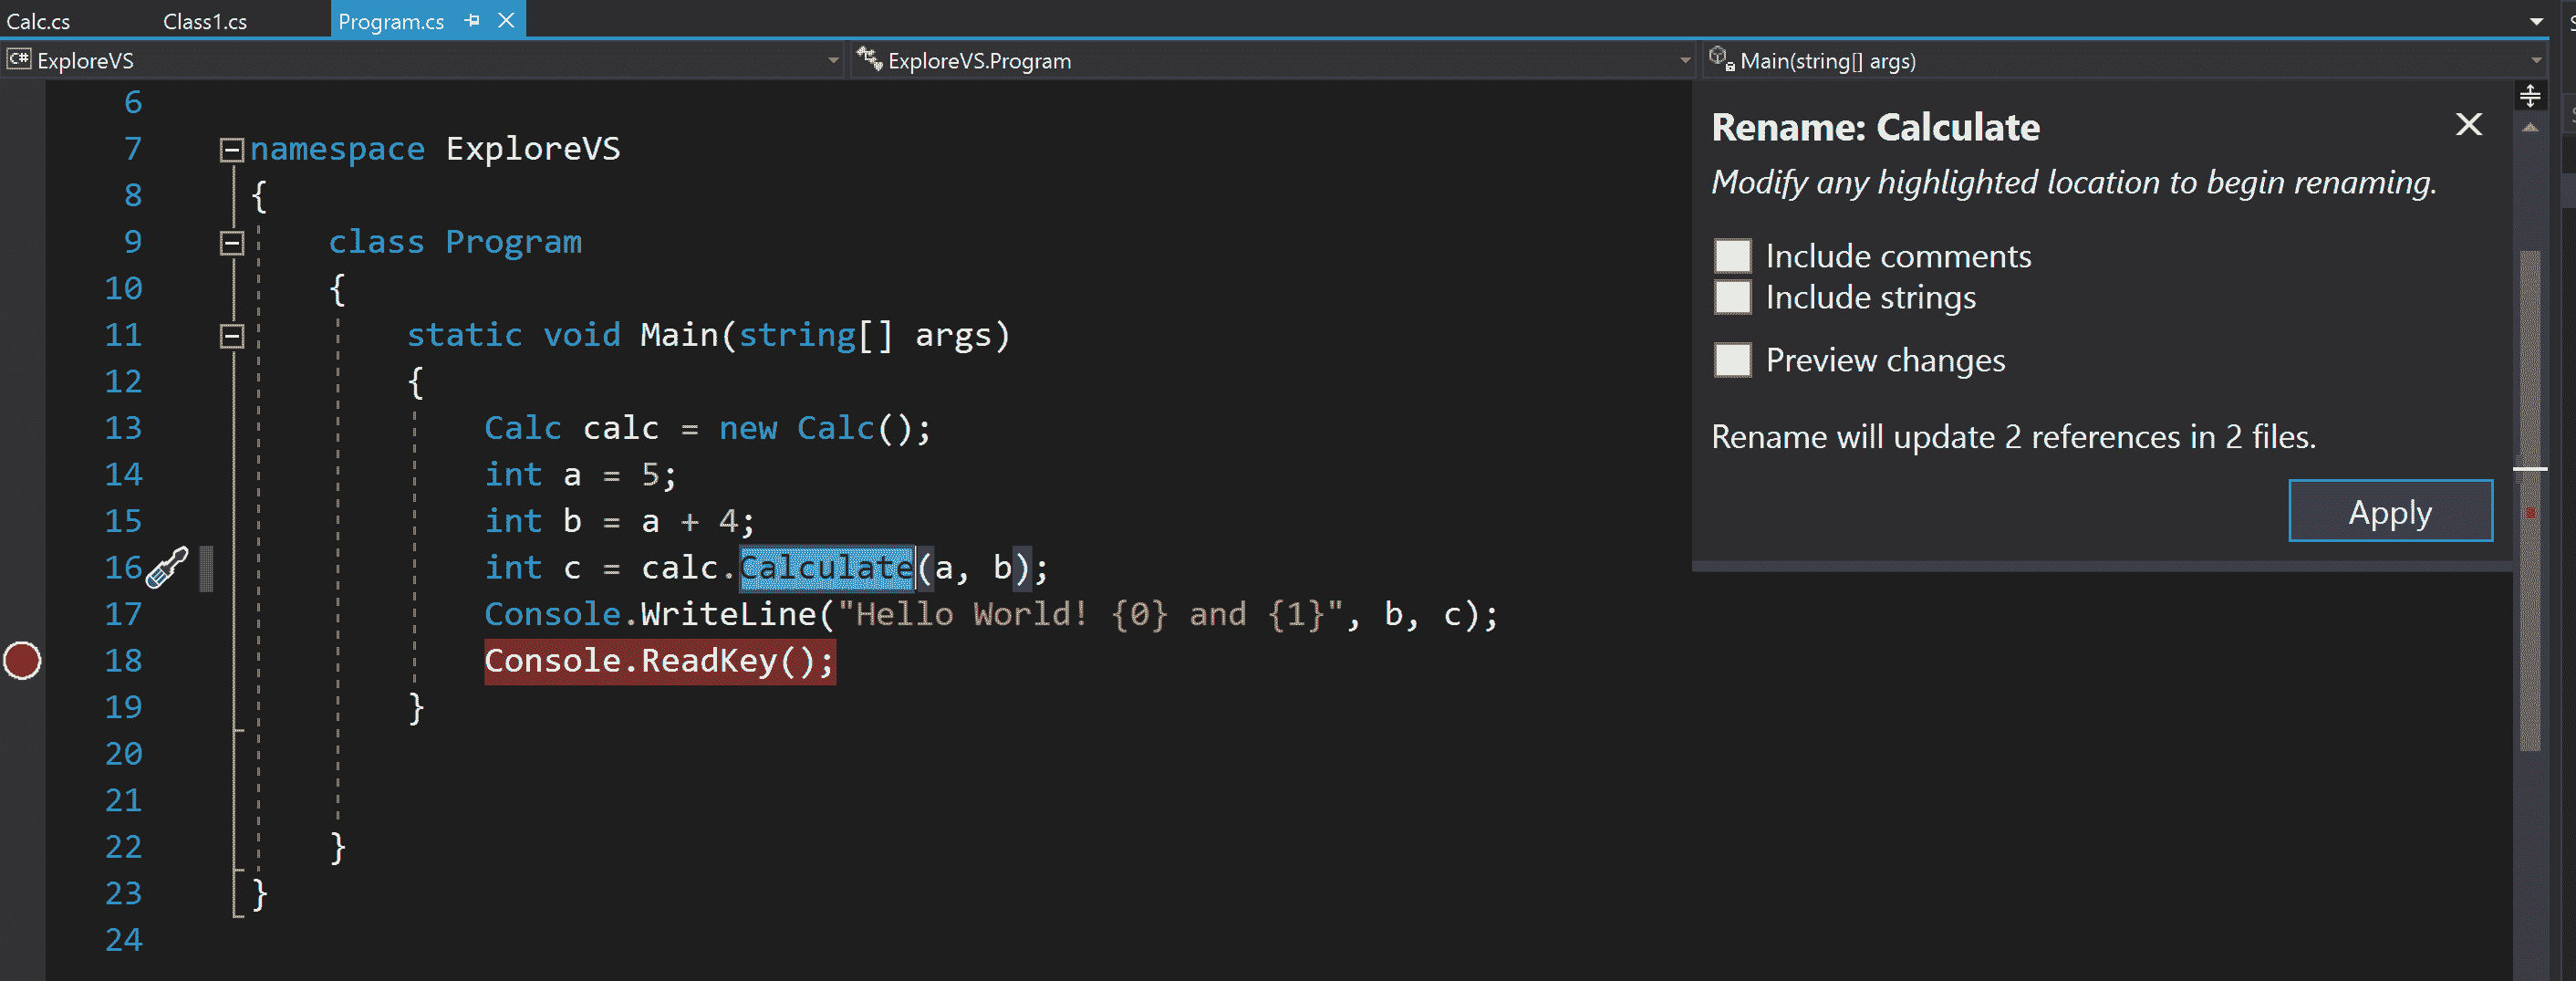 Calc.cs Class1.cs Program.cs
C# ExploreVS ExploreVS.Program Main(string[] args)
6
7 namespace ExploreVS
8 {
9 class Program
10 {
11 static void Main(string[] args)
12 {
13 Calc calc = new Calc();
14 int a = 5;
15 int b = a + 4;
16 int c = calc.Calculate(a, b);
17 Console.WriteLine("Hello World! {0} and {1}", b, c);
18 Console.ReadKey();
19 }
20
21
22 }
23 }
24
Rename: Calculate
Modify any highlighted location to begin renaming.
Include comments
Include strings
Preview changes
Rename will update 2 references in 2 files.
Apply